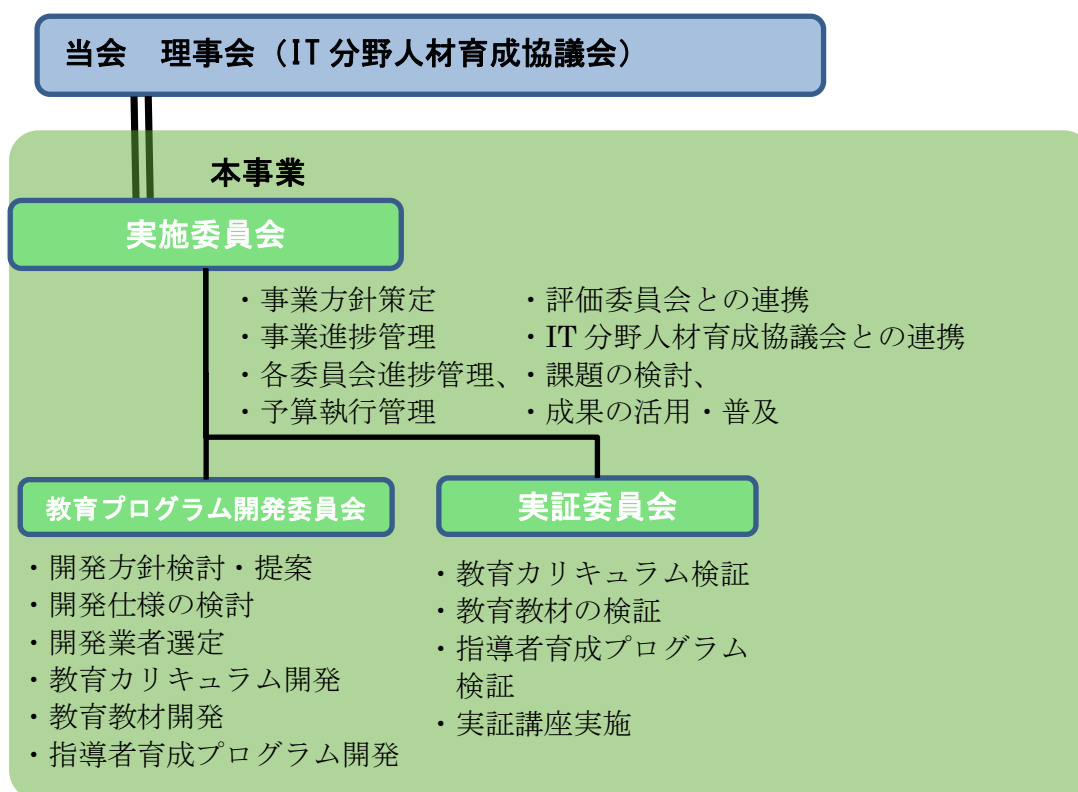 当会　理事会（IT 分野人材育成協議会）
本事業
実施委員会
・事業方針策定　　・評価委員会との連携
・事業進捗管理　　・IT 分野人材育成協議会との連携
・各委員会進捗管理、・課題の検討、
・予算執行管理　　・成果の活用・普及
教育プログラム開発委員会
・開発方針検討・提案
・開発仕様の検討
・開発業者選定
・教育カリキュラム開発
・教育教材開発
・指導者育成プログラム開発
実証委員会
・教育カリキュラム検証
・教育教材の検証
・指導者育成プログラム
検証
・実証講座実施